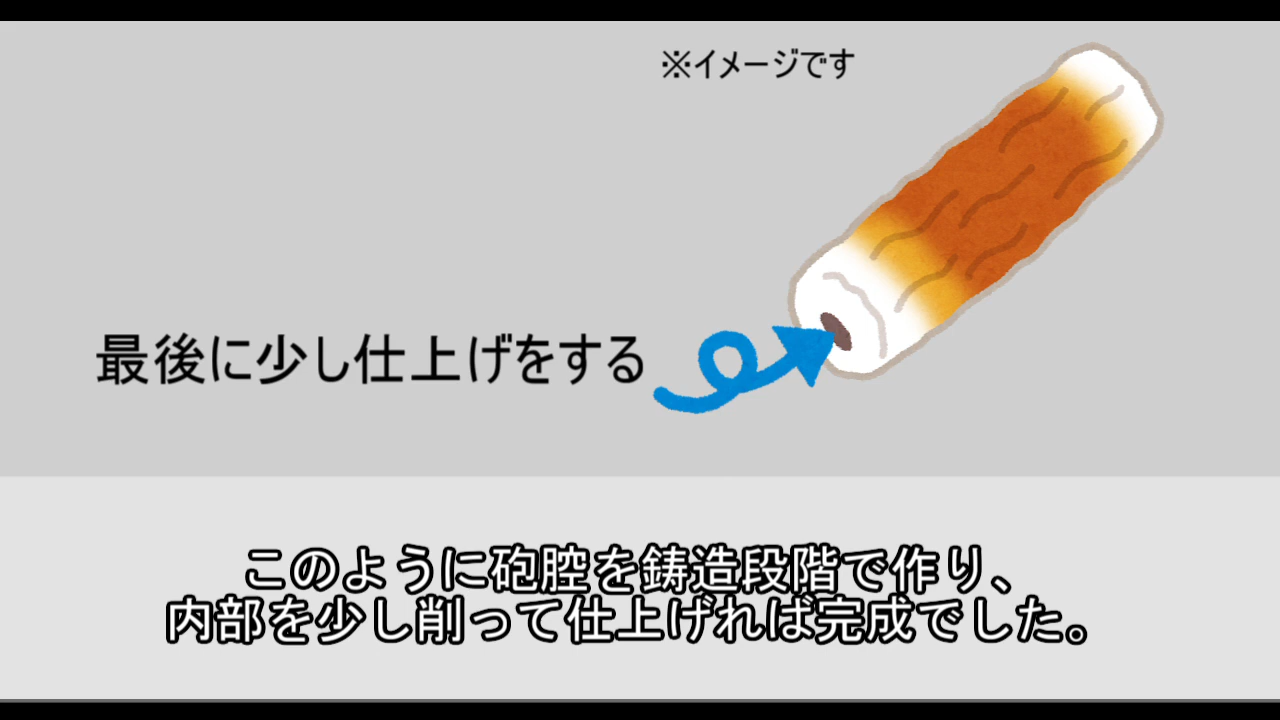 ※イメージです
最後に少し仕上げをする
このように砲腔を鋳造段階で作り、
内部を少し削って仕上げれば完成でした。